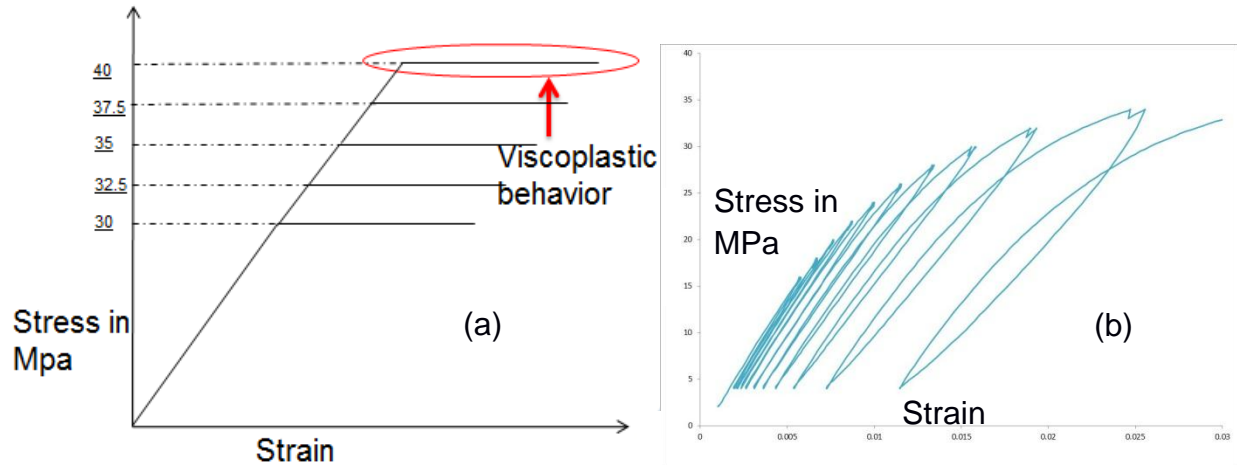 40
37.5
35
32.5
30
Viscoplastic
behavior
Stress in
Mpa
(a)
Strain
40
35
30
25
20
15
10
5
0
Stress in
MPa
(b)
Strain
0 0.005 0.01 0.015 0.02 0.025 0.03